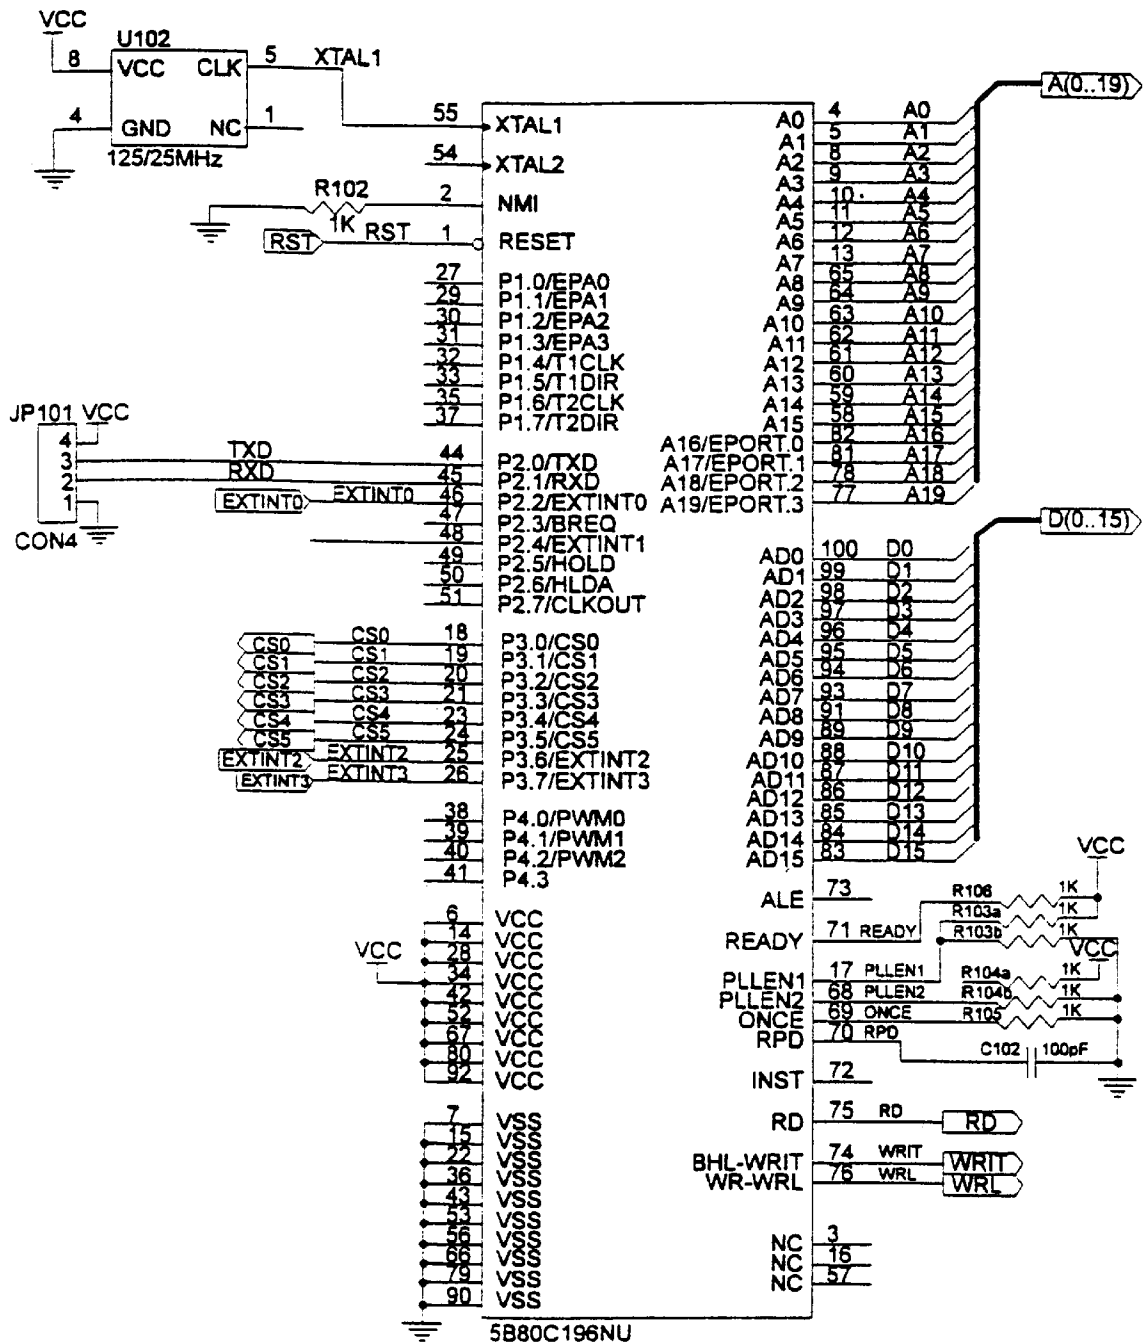 VCC
U102
8 VCC CLK 5 XTAL1
4 GND NC 1
125/25MHz
55 XTAL1
54 XTAL2
R102
1K
2 NMI
RST RST 1 RESET
27 P1.0/EPA0
29 P1.1/EPA1
30 P1.2/EPA2
31 P1.3/EPA3
32 P1.4/T1CLK
33 P1.5/T1DIR
35 P1.6/T2CLK
37 P1.7/T2DIR
JP101 VCC
4
3
2
1
CON4
TXD 44 P2.0/TXD
RXD 45 P2.1/RXD
EXTINT0 EXTINT0 46 P2.2/EXTINT0
47 P2.3/BREQ
48 P2.4/EXTINT1
49 P2.5/HOLD
50 P2.6/HLDA
51 P2.7/CLKOUT
CS0 CS0 18 P3.0/CS0
CS1 CS1 19 P3.1/CS1
CS2 CS2 20 P3.2/CS2
CS3 CS3 21 P3.3/CS3
CS4 CS4 23 P3.4/CS4
CS5 CS5 24 P3.5/CS5
EXTINT2 EXTINT2 25 P3.6/EXTINT2
EXTINT3 EXTINT3 26 P3.7/EXTINT3
38 P4.0/PWM0
39 P4.1/PWM1
40 P4.2/PWM2
41 P4.3
6 VCC
14 VCC
28 VCC
VCC
34 VCC
42 VCC
52 VCC
67 VCC
80 VCC
92 VCC
7 VSS
15 VSS
22 VSS
36 VSS
43 VSS
53 VSS
56 VSS
66 VSS
79 VSS
90 VSS
A(0..19)
A0 4 A0
A1 5 A1
A2 8 A2
A3 9 A3
A4 10 A4
A5 11 A5
A6 12 A6
A7 13 A7
A8 65 A8
A9 64 A9
A10 63 A10
A11 62 A11
A12 61 A12
A13 60 A13
A14 59 A14
A15 58 A15
A16/EPORT.0 82 A16
A17/EPORT.1 81 A17
A18/EPORT.2 78 A18
A19/EPORT.3 77 A19
D(0..15)
AD0 100 D0
AD1 99 D1
AD2 98 D2
AD3 97 D3
AD4 96 D4
AD5 95 D5
AD6 94 D6
AD7 93 D7
AD8 91 D8
AD9 89 D9
AD10 88 D10
AD11 87 D11
AD12 86 D12
AD13 85 D13
AD14 84 D14
AD15 83 D15
VCC
ALE 73
R106 1K
R103a 1K
READY 71 READY
R103b 1K
VCC
PLLEN1 17 PLLEN1
R104a 1K
PLLEN2 68 PLLEN2
R104b 1K
ONCE 69 ONCE
R105 1K
RPD 70 RPD
C102 100pF
INST 72
RD 75 RD RD
BHL-WRIT 74 WRIT WRIT
WR-WRL 76 WRL WRL
NC 3
NC 16
NC 57
5B80C196NU